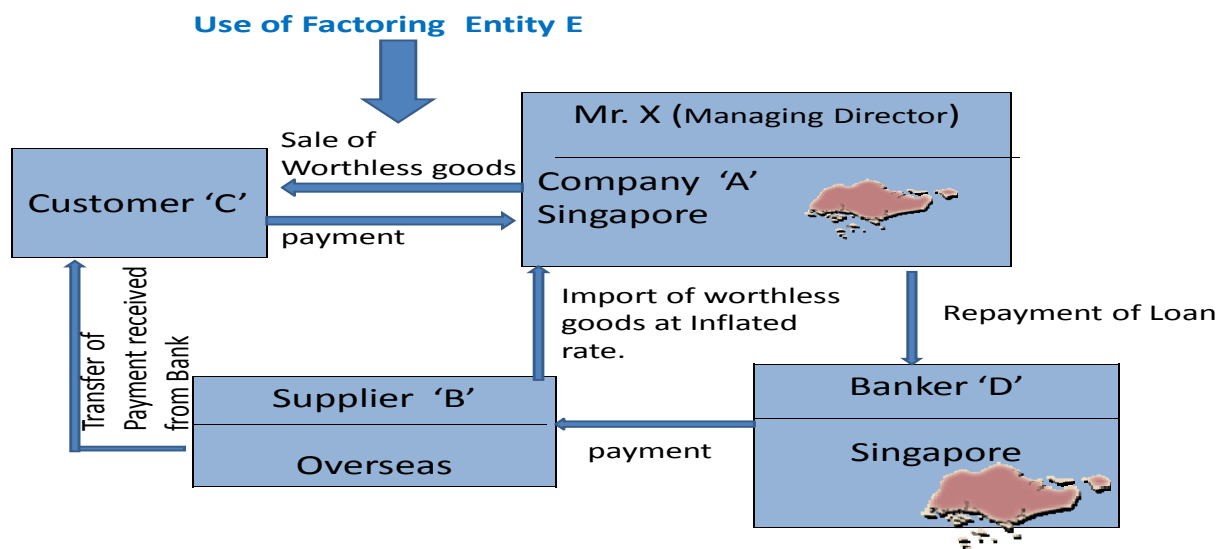 Use of Factoring Entity E
Mr. X (Managing Director)
Sale of
Worthless goods
Customer ‘C’
Company ‘A’
Singapore
payment
Transfer of
Payment received
from Bank
Import of worthless
goods at Inflated
rate.
Repayment of Loan
Supplier ‘B’
Overseas
payment
Banker ‘D’
Singapore